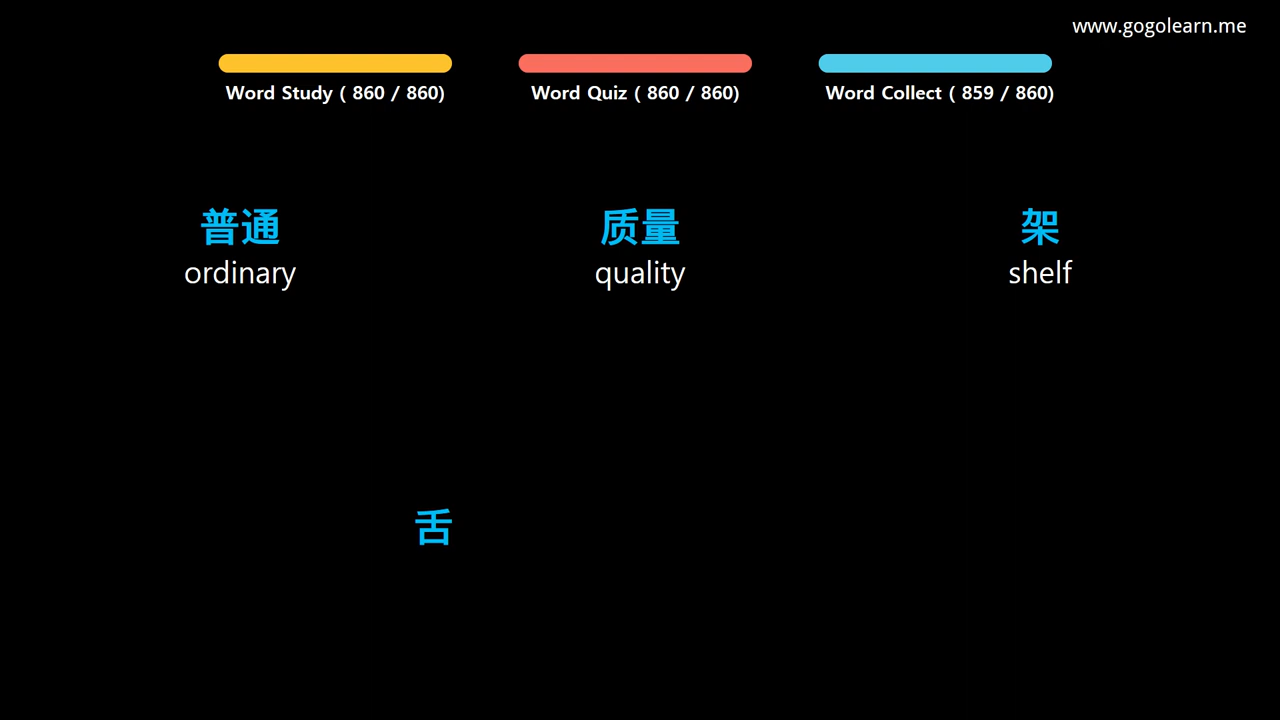 www.gogolearn.me
Word Study ( 860 / 860)
Word Quiz ( 860 / 860)
Word Collect ( 859 / 860)
普通
ordinary
质量
quality
架
shelf
舌